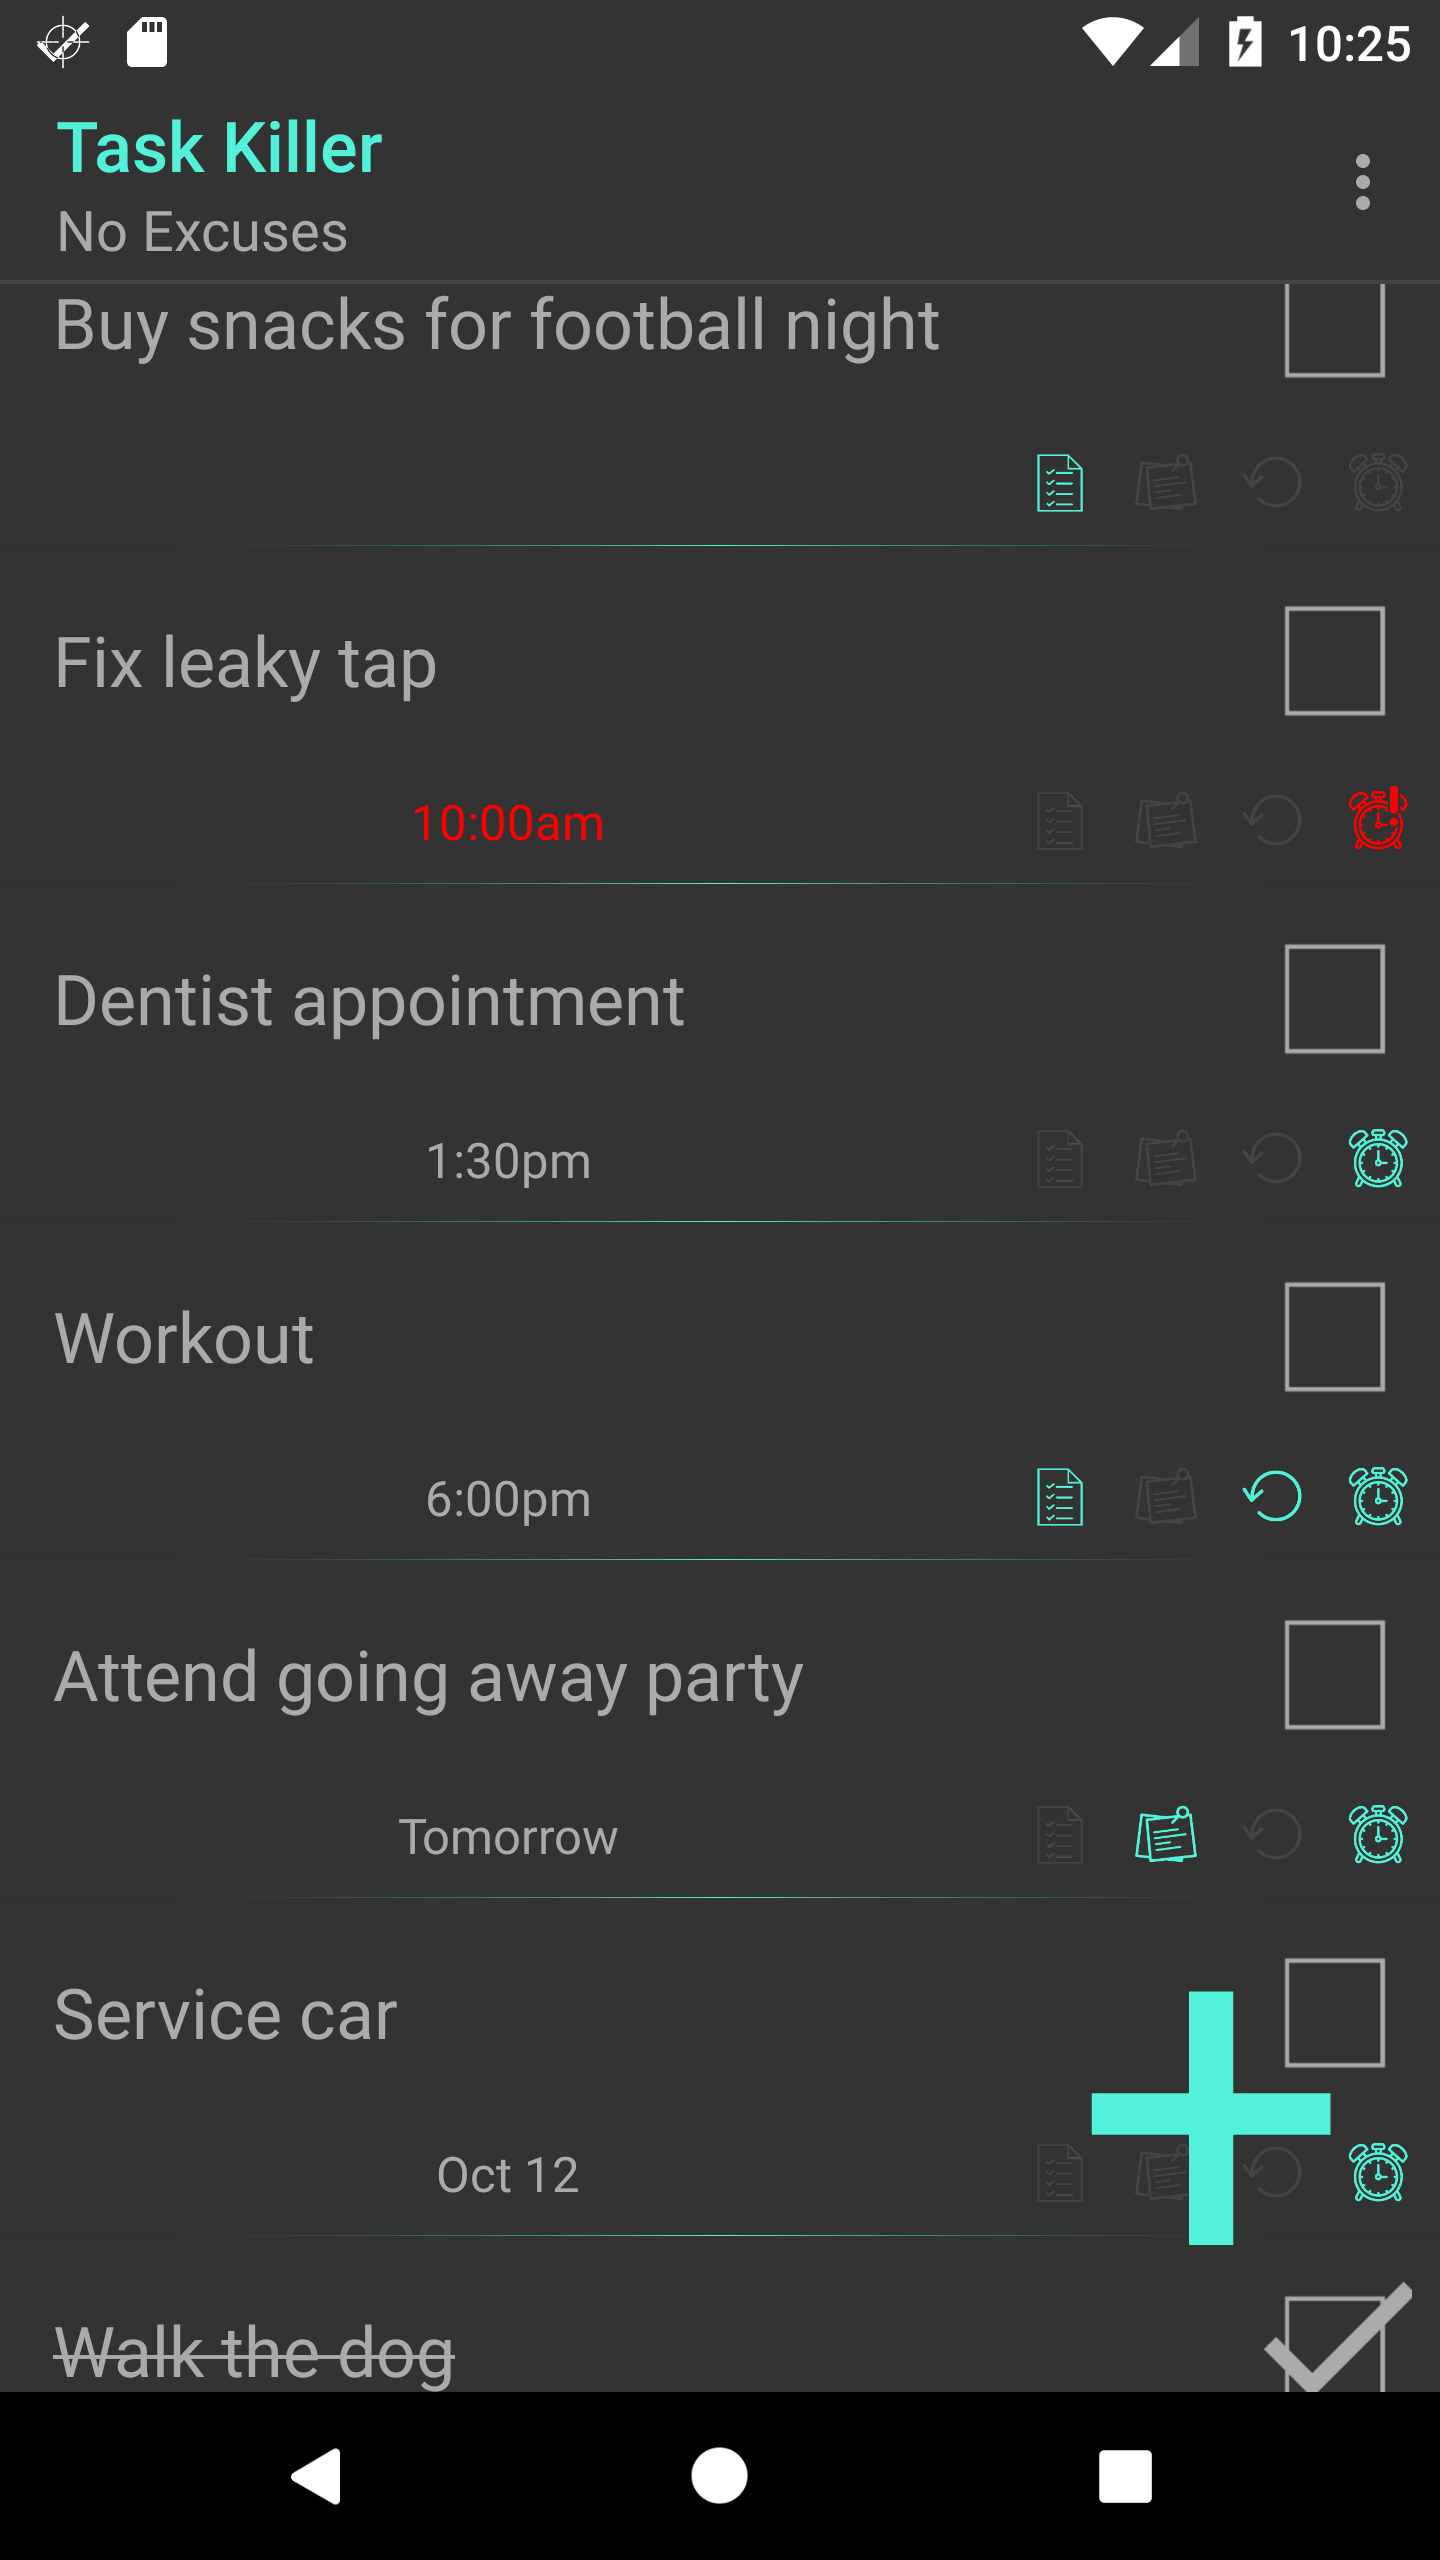 10:25
Task Killer
No Excuses
Buy snacks for football night
Fix leaky tap
10:00am
Dentist appointment
1:30pm
Workout
6:00pm
Attend going away party
Tomorrow
Service car
Oct 12
Walk the dog